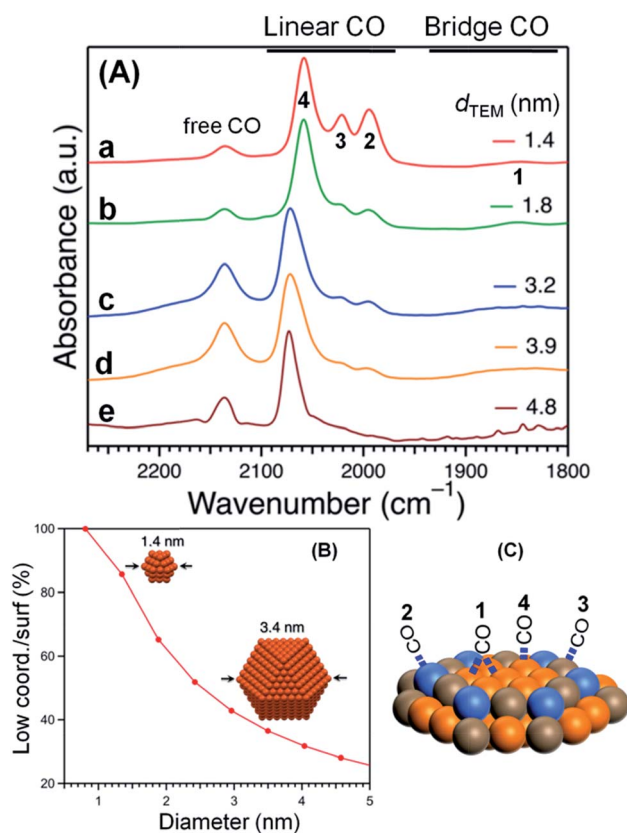 Linear CO Bridge CO
(A)
4
free CO
3 2
d_TEM (nm)
a
1.4
1
b
1.8
c
3.2
d
3.9
e
4.8
Absorbance (a.u.)
2200 2100 2000 1900 1800
Wavenumber (cm⁻¹)
(B)
Low coord./surf (%)
100
80
60
40
20
1.4 nm
3.4 nm
1 2 3 4 5
Diameter (nm)
(C)
2 1 4 3
CO CO CO CO